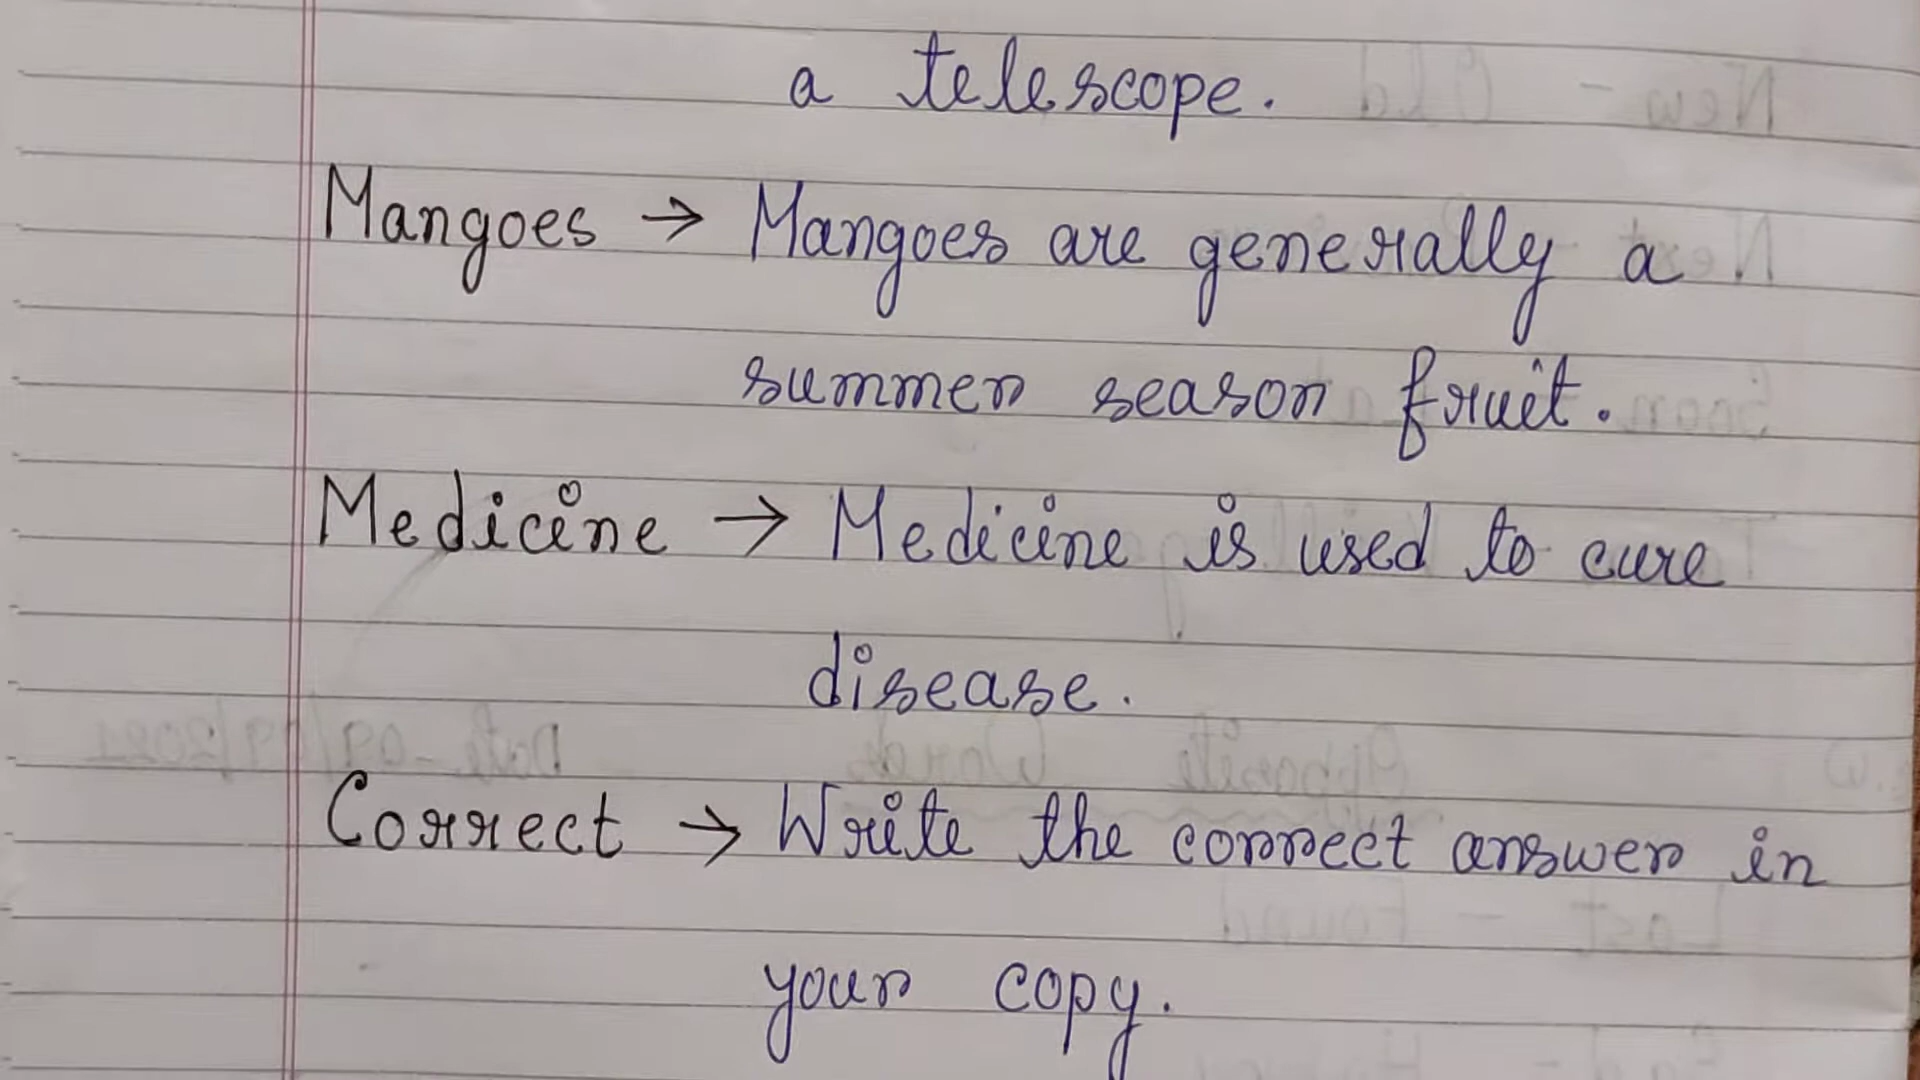 a telescope.
Mangoes → Mangoes are generally a
summer season fruit.
Medicine → Medicine is used to cure
disease.
Correct → Write the correct answer in
your copy.